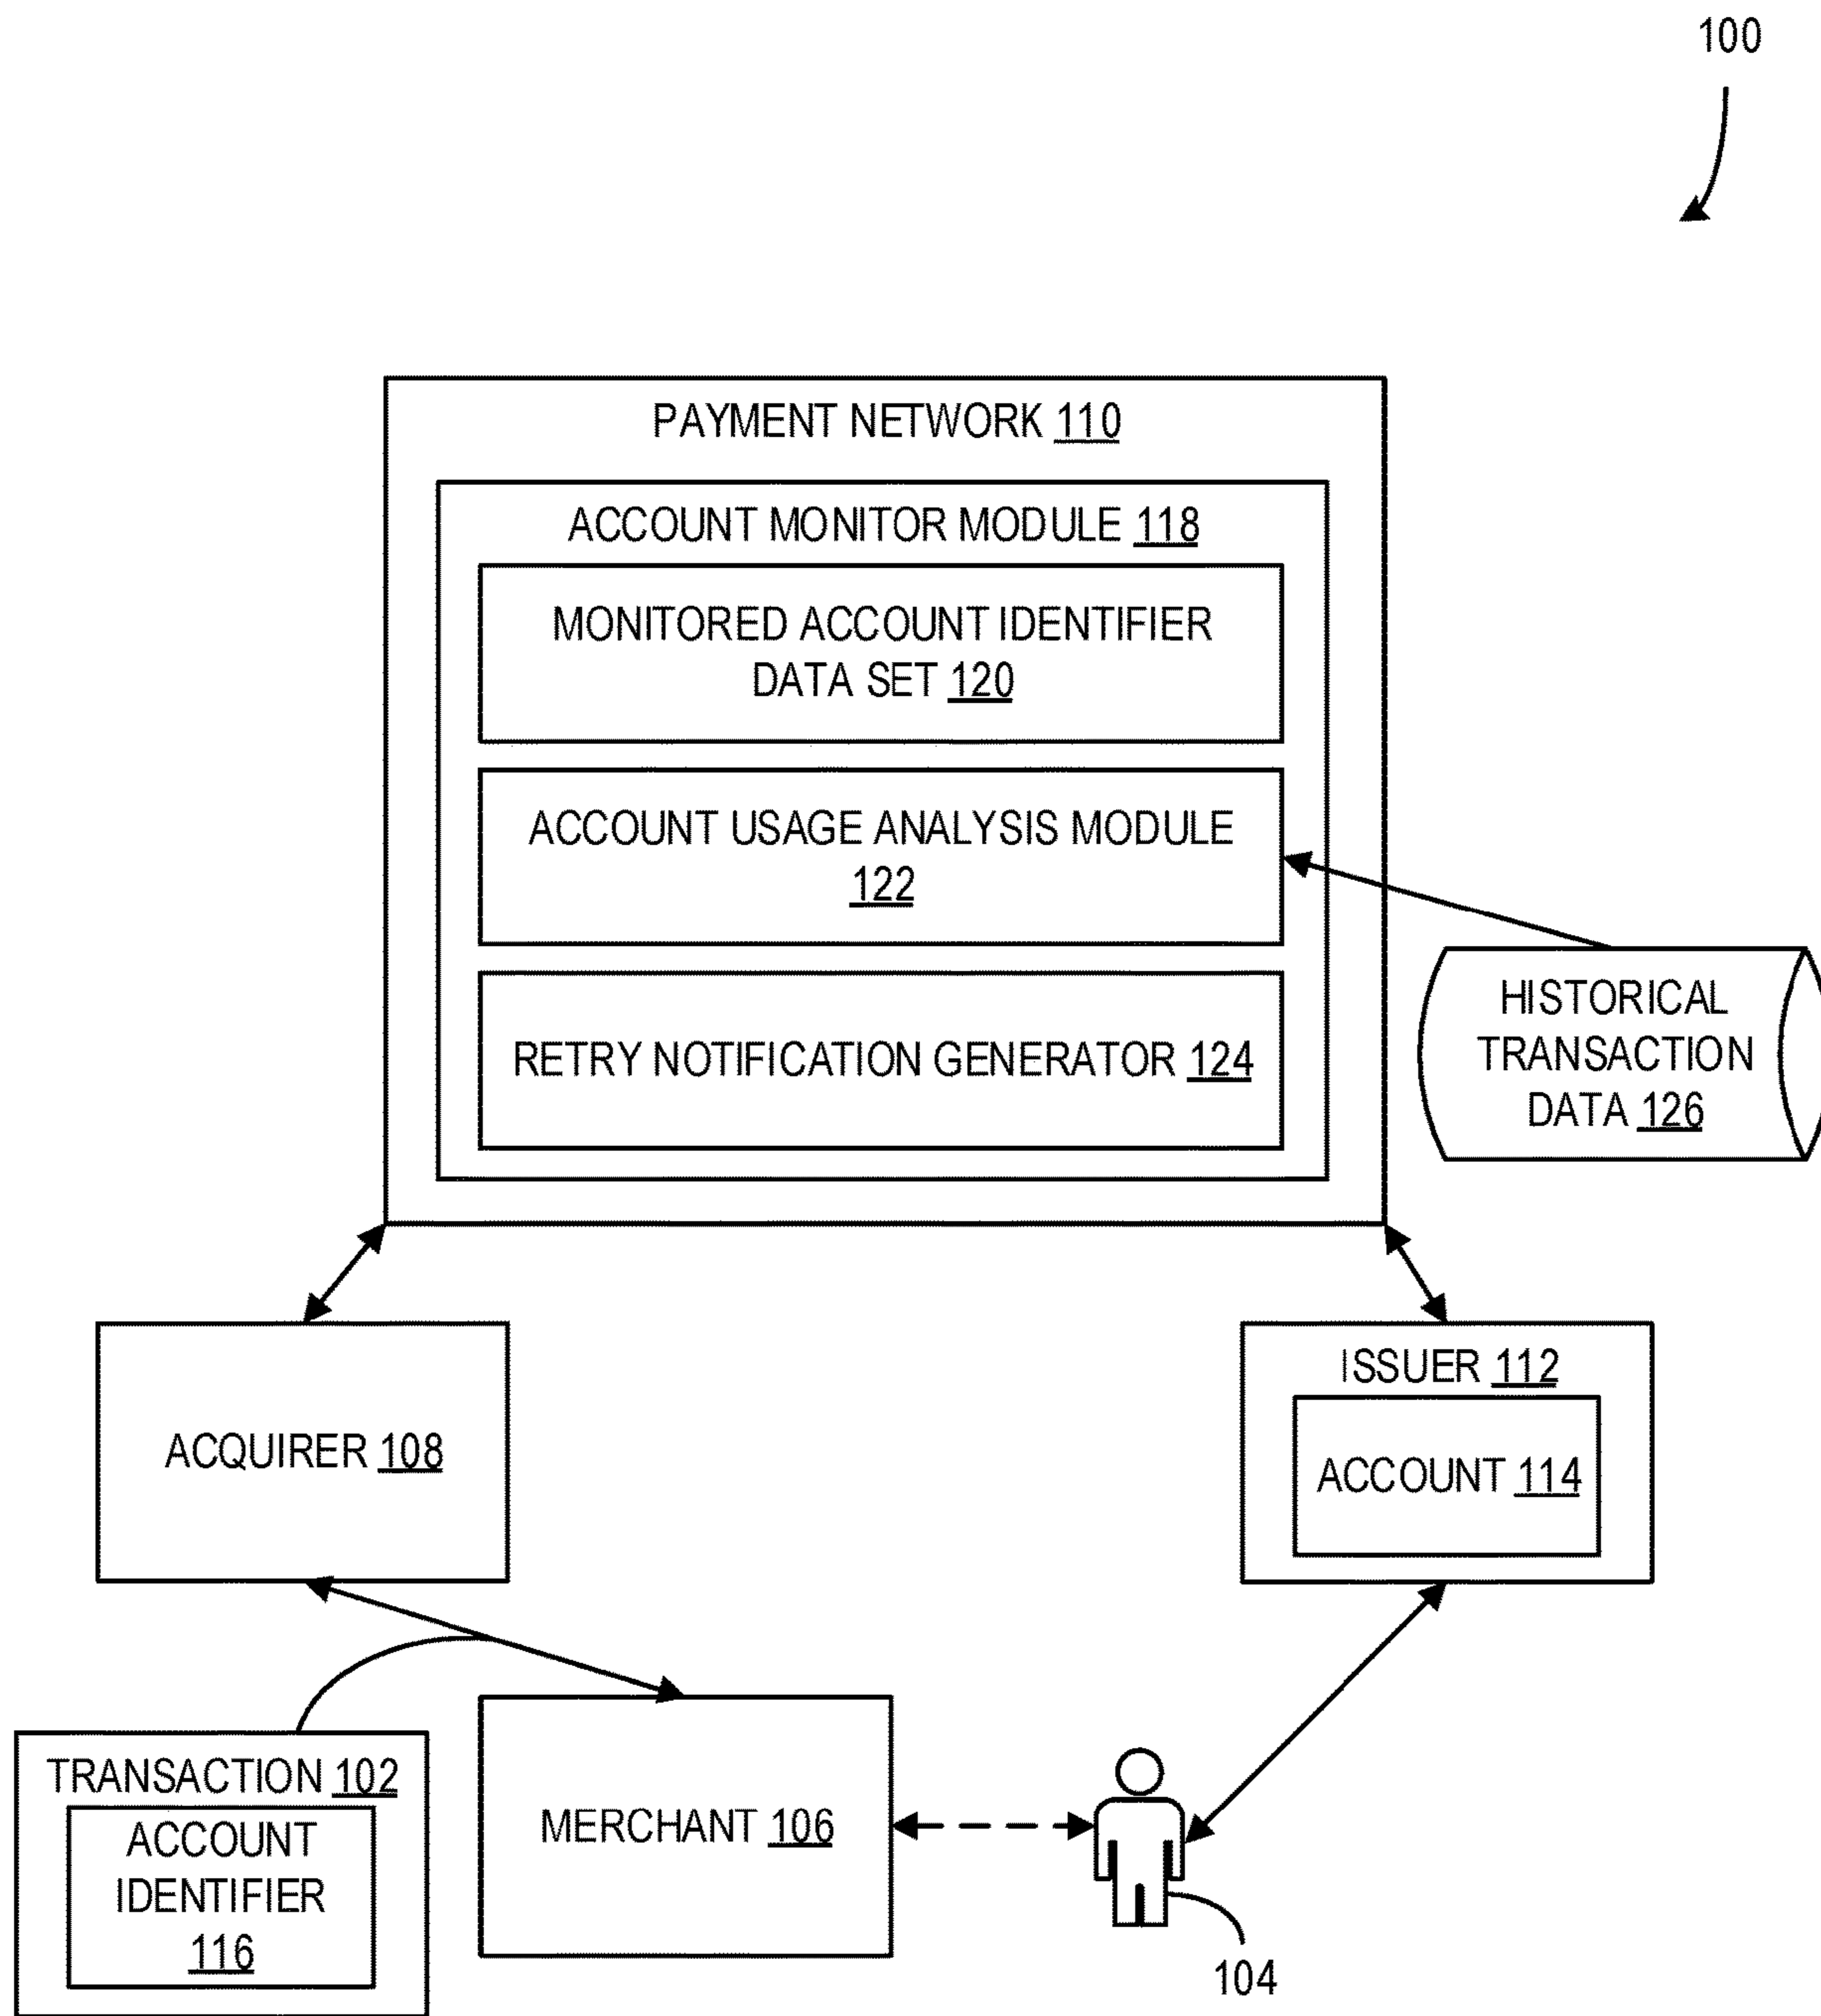 100
PAYMENT NETWORK 110
ACCOUNT MONITOR MODULE 118
MONITORED ACCOUNT IDENTIFIER
DATA SET 120
ACCOUNT USAGE ANALYSIS MODULE
122
RETRY NOTIFICATION GENERATOR 124
HISTORICAL
TRANSACTION
DATA 126
ACQUIRER 108
ISSUER 112
ACCOUNT 114
TRANSACTION 102
ACCOUNT
IDENTIFIER
116
MERCHANT 106
104